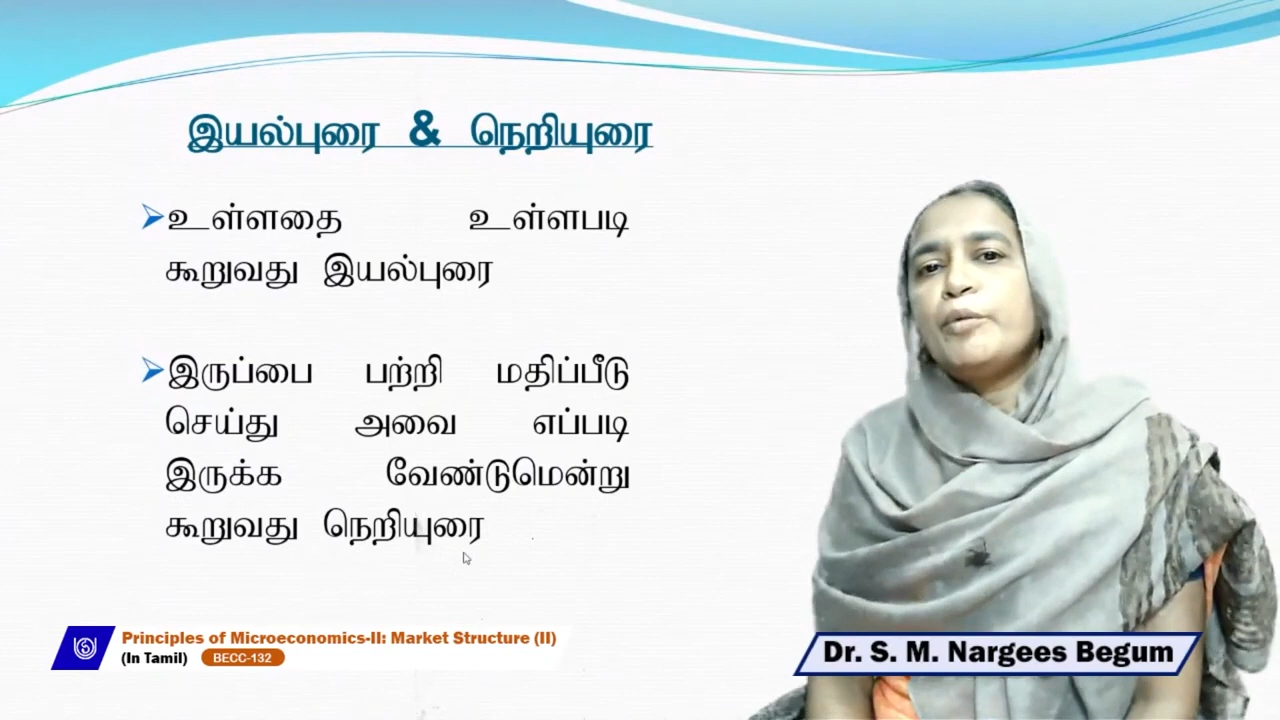 இயல்புரை & நெறியுரை
உள்ளதை உள்ளபடி
கூறுவது இயல்புரை
இருப்பை பற்றி மதிப்பீடு
செய்து அவை எப்படி
இருக்க வேண்டுமென்று
கூறுவது நெறியுரை
Principles of Microeconomics-II: Market Structure (II)
(In Tamil) BECC-132
Dr. S. M. Nargees Begum